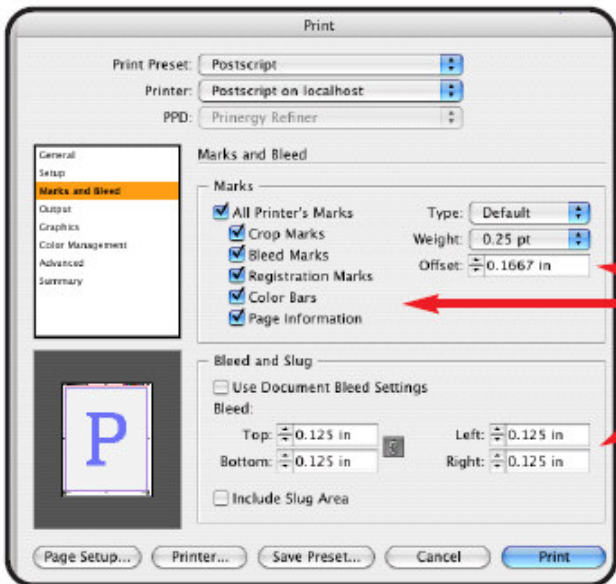 Print
Print Preset: Postscript
Printer: Postscript on localhost
PPD: Prinergy Refiner
General
Setup
Marks and Bleed
Output
Graphics
Color Management
Advanced
Summary
Marks and Bleed
Marks
All Printer's Marks
Crop Marks
Bleed Marks
Registration Marks
Color Bars
Page Information
Type: Default
Weight: 0.25 pt
Offset: 0.1667 in
P
Bleed and Slug
Use Document Bleed Settings
Bleed:
Top: 0.125 in Left: 0.125 in
Bottom: 0.125 in Right: 0.125 in
Include Slug Area
Page Setup... Printer... Save Preset... Cancel Print